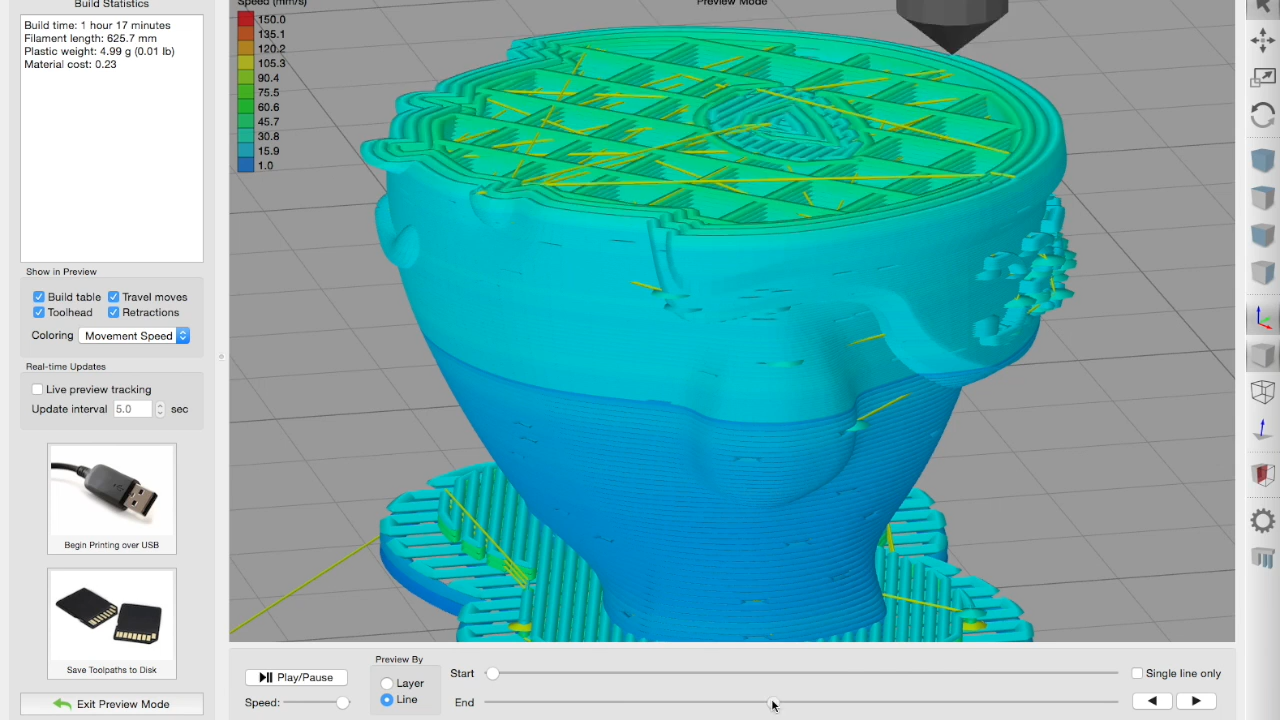 Build Statistics
Build time: 1 hour 17 minutes
Filament length: 625.7 mm
Plastic weight: 4.99 g (0.01 lb)
Material cost: 0.23
Show in Preview
Build table
Travel moves
Toolhead
Retractions
Coloring
Movement Speed
Real-time Updates
Live preview tracking
Update interval 5.0 sec
Begin Printing over USB
Save Toolpaths to Disk
Exit Preview Mode
Speed (mm/s)
150.0
135.1
120.2
105.3
90.4
75.5
60.6
45.7
30.8
15.9
1.0
Preview Mode
Play/Pause
Speed:
Preview By
Layer
Line
Start
End
Single line only